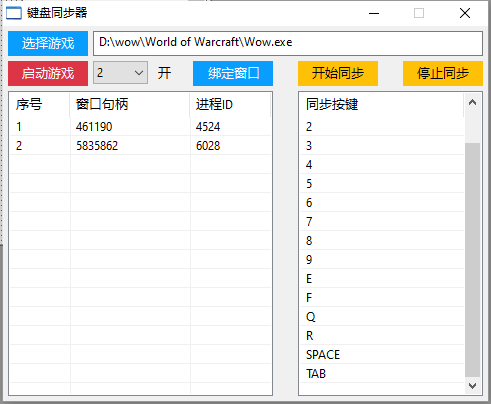 键盘同步器
选择游戏 D:\wow\World of Warcraft\Wow.exe
启动游戏 2 开 绑定窗口 开始同步 停止同步
序号 窗口句柄 进程ID
1 461190 4524
2 5835862 6028
同步按键
2
3
4
5
6
7
8
9
E
F
Q
R
SPACE
TAB